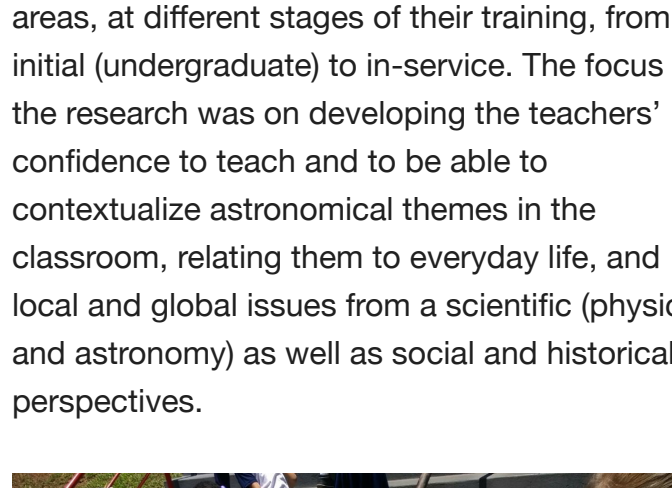 areas, at different stages of their training, from
initial (undergraduate) to in-service. The focus
the research was on developing the teachers’
confidence to teach and to be able to
contextualize astronomical themes in the
classroom, relating them to everyday life, and
local and global issues from a scientific (physic
and astronomy) as well as social and historical
perspectives.